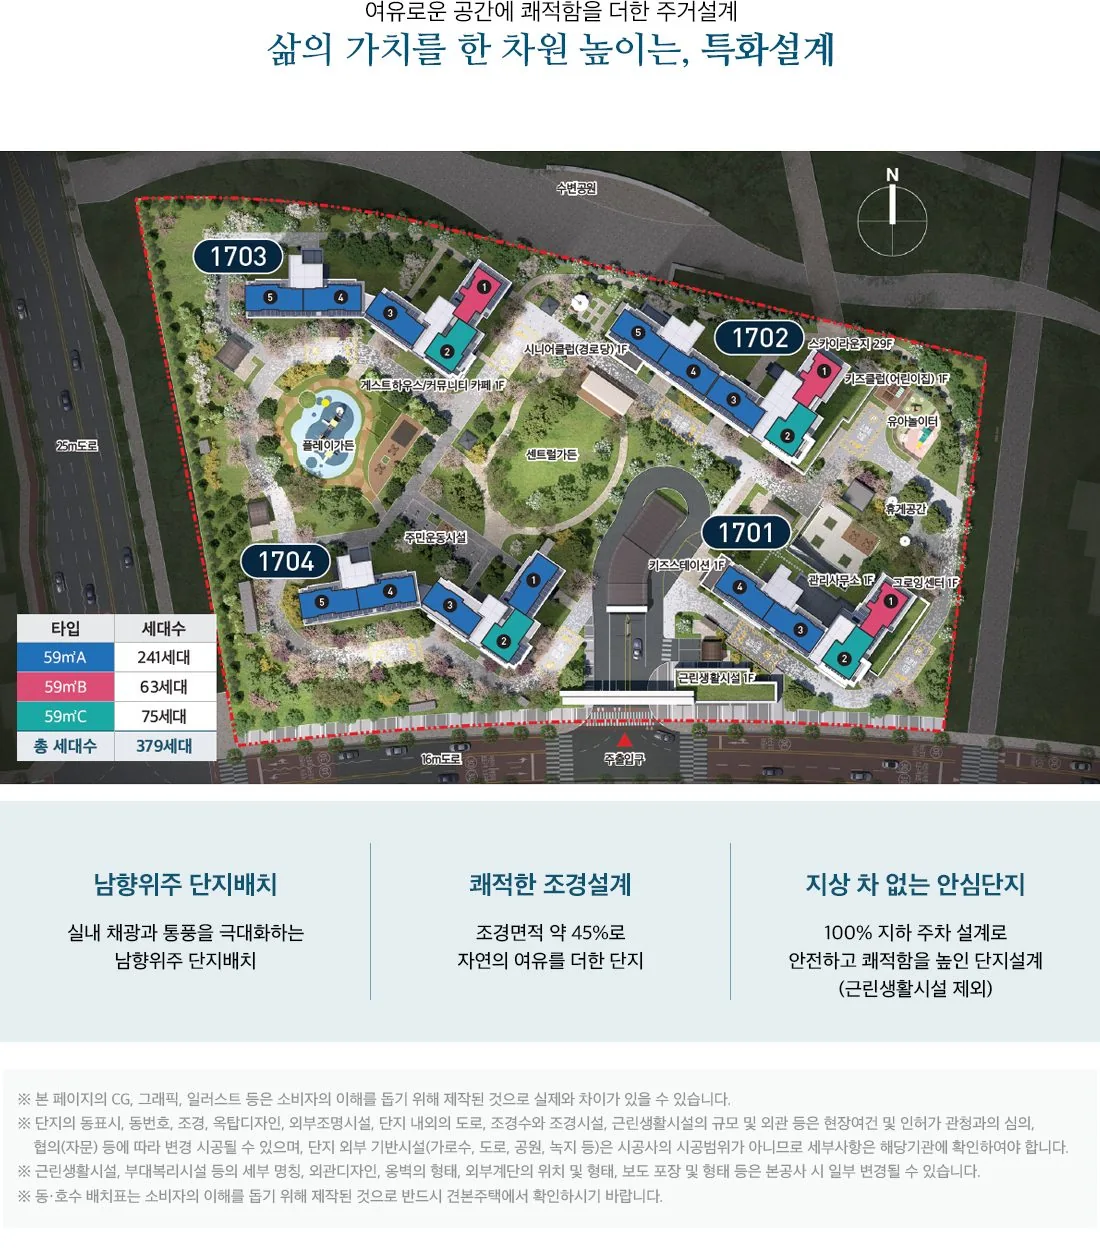 여유로운 공간에 쾌적함을 더한 주거설계
삶의 가치를 한 차원 높이는, 특화설계
수변공원
N
1703
5
4
3
1
2
시니어클럽(경로당) 1F
게스트하우스/커뮤니티 카페 1F
1702
스카이라운지 29F
5
4
3
1
2
키즈클럽(어린이집) 1F
유아놀이터
25m도로
플레이가든
센트럴가든
휴게공간
주민운동시설
1701
키즈스테이션 1F
관리사무소 1F
그로잉센터 1F
4
3
1
2
1704
5
4
3
1
2
근린생활시설 1F
16m도로
주출입구
타입 세대수
59㎡A 241세대
59㎡B 63세대
59㎡C 75세대
총 세대수 379세대
남향위주 단지배치
실내 채광과 통풍을 극대화하는
남향위주 단지배치
쾌적한 조경설계
조경면적 약 45%로
자연의 여유를 더한 단지
지상 차 없는 안심단지
100% 지하 주차 설계로
안전하고 쾌적함을 높인 단지설계
(근린생활시설 제외)
※ 본 페이지의 CG, 그래픽, 일러스트 등은 소비자의 이해를 돕기 위해 제작된 것으로 실제와 차이가 있을 수 있습니다.
※ 단지의 동표시, 동번호, 조경, 옥탑디자인, 외부조명시설, 단지 내외의 도로, 조경수와 조경시설, 근린생활시설의 규모 및 외관 등은 현장여건 및 인허가 관청과의 심의,
협의(자문) 등에 따라 변경 시공될 수 있으며, 단지 외부 기반시설(가로수, 도로, 공원, 녹지 등)은 시공사의 시공범위가 아니므로 세부사항은 해당기관에 확인하여야 합니다.
※ 근린생활시설, 부대복리시설 등의 세부 명칭, 외관디자인, 옹벽의 형태, 외부계단의 위치 및 형태, 보도 포장 및 형태 등은 본공사 시 일부 변경될 수 있습니다.
※ 동·호수 배치표는 소비자의 이해를 돕기 위해 제작된 것으로 반드시 견본주택에서 확인하시기 바랍니다.